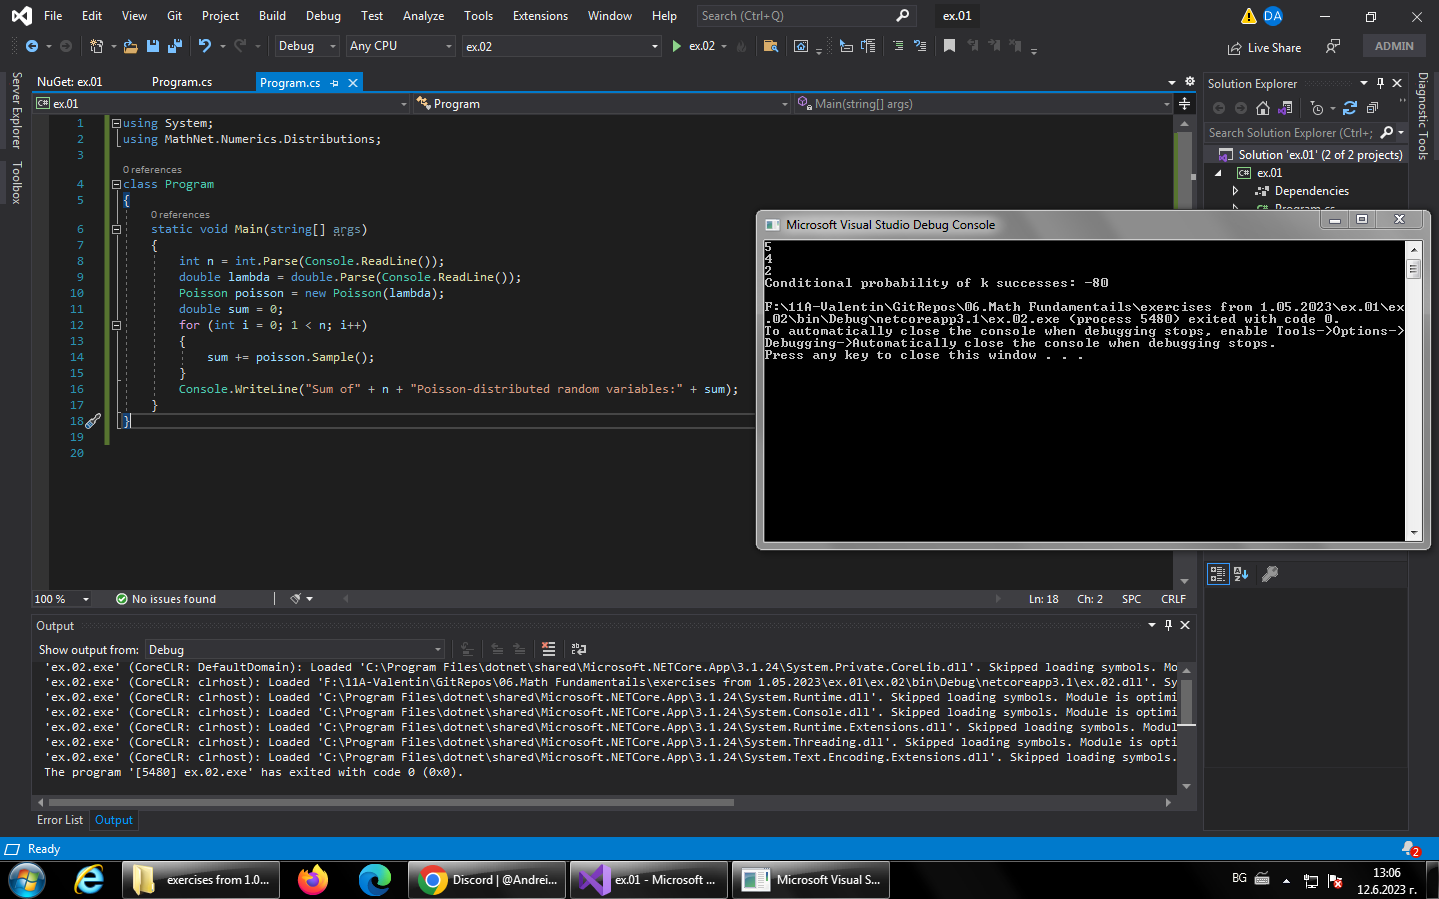 File Edit View Git Project Build Debug Test Analyze Tools Extensions Window Help Search (Ctrl+Q) ex.01 DA
Debug Any CPU ex.02 ex.02 Live Share ADMIN
Server Explorer
Toolbox
NuGet: ex.01 Program.cs Program.cs
ex.01 Program Main(string[] args)
1 using System;
2 using MathNet.Numerics.Distributions;
3
0 references
4 class Program
5 {
0 references
6 static void Main(string[] args)
7 {
8 int n = int.Parse(Console.ReadLine());
9 double lambda = double.Parse(Console.ReadLine());
10 Poisson poisson = new Poisson(lambda);
11 double sum = 0;
12 for (int i = 0; 1 < n; i++)
13 {
14 sum += poisson.Sample();
15 }
16 Console.WriteLine("Sum of" + n + "Poisson-distributed random variables:" + sum);
17 }
18 }
19
20
100 % No issues found Ln: 18 Ch: 2 SPC CRLF
Solution Explorer
Search Solution Explorer (Ctrl+;
Solution 'ex.01' (2 of 2 projects)
C# ex.01
Dependencies
Program.cs
Diagnostic Tools
Microsoft Visual Studio Debug Console
5
4
2
Conditional probability of k successes: -80
F:\11A-Valentin\GitRepos\06.Math Fundamentails\exercises from 1.05.2023\ex.01\ex
.02\bin\Debug\netcoreapp3.1\ex.02.exe (process 5480) exited with code 0.
To automatically close the console when debugging stops, enable Tools->Options->
Debugging->Automatically close the console when debugging stops.
Press any key to close this window . . .
Output
Show output from: Debug
'ex.02.exe' (CoreCLR: DefaultDomain): Loaded 'C:\Program Files\dotnet\shared\Microsoft.NETCore.App\3.1.24\System.Private.CoreLib.dll'. Skipped loading symbols. Mo
'ex.02.exe' (CoreCLR: clrhost): Loaded 'F:\11A-Valentin\GitRepos\06.Math Fundamentails\exercises from 1.05.2023\ex.01\ex.02\bin\Debug\netcoreapp3.1\ex.02.dll'. Sy
'ex.02.exe' (CoreCLR: clrhost): Loaded 'C:\Program Files\dotnet\shared\Microsoft.NETCore.App\3.1.24\System.Runtime.dll'. Skipped loading symbols. Module is optimi
'ex.02.exe' (CoreCLR: clrhost): Loaded 'C:\Program Files\dotnet\shared\Microsoft.NETCore.App\3.1.24\System.Console.dll'. Skipped loading symbols. Module is optimi
'ex.02.exe' (CoreCLR: clrhost): Loaded 'C:\Program Files\dotnet\shared\Microsoft.NETCore.App\3.1.24\System.Runtime.Extensions.dll'. Skipped loading symbols. Modul
'ex.02.exe' (CoreCLR: clrhost): Loaded 'C:\Program Files\dotnet\shared\Microsoft.NETCore.App\3.1.24\System.Threading.dll'. Skipped loading symbols. Module is opti
'ex.02.exe' (CoreCLR: clrhost): Loaded 'C:\Program Files\dotnet\shared\Microsoft.NETCore.App\3.1.24\System.Text.Encoding.Extensions.dll'. Skipped loading symbols.
The program '[5480] ex.02.exe' has exited with code 0 (0x0).
Error List Output
Ready 2
exercises from 1.0... Discord | @Andrei... ex.01 - Microsoft ... Microsoft Visual S... BG 13:06
12.6.2023 г.